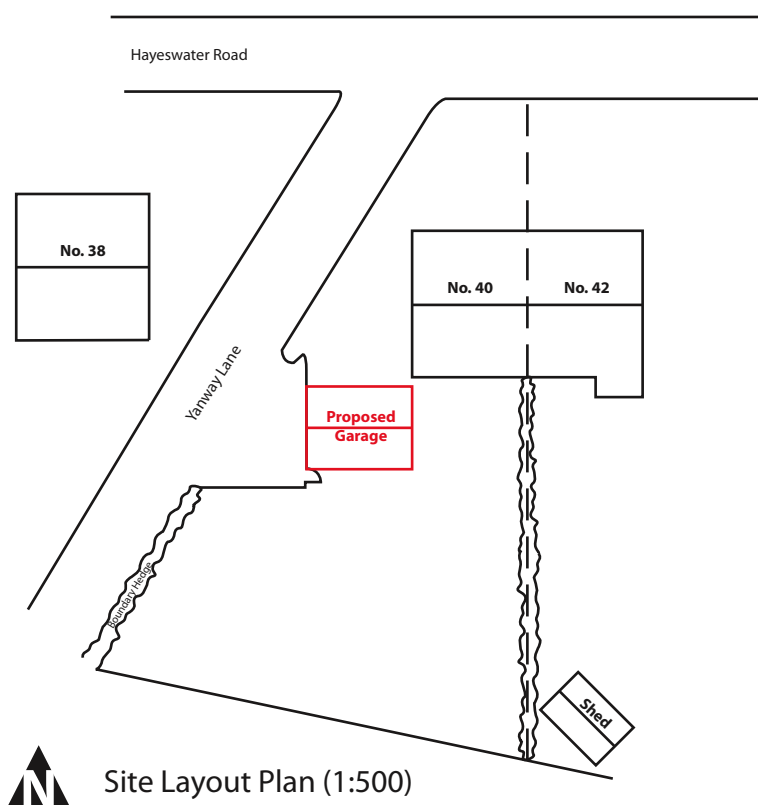 Hayeswater Road
No. 38
No. 40
No. 42
Yanway Lane
Proposed
Garage
Boundary Hedge
Shed
N
Site Layout Plan (1:500)